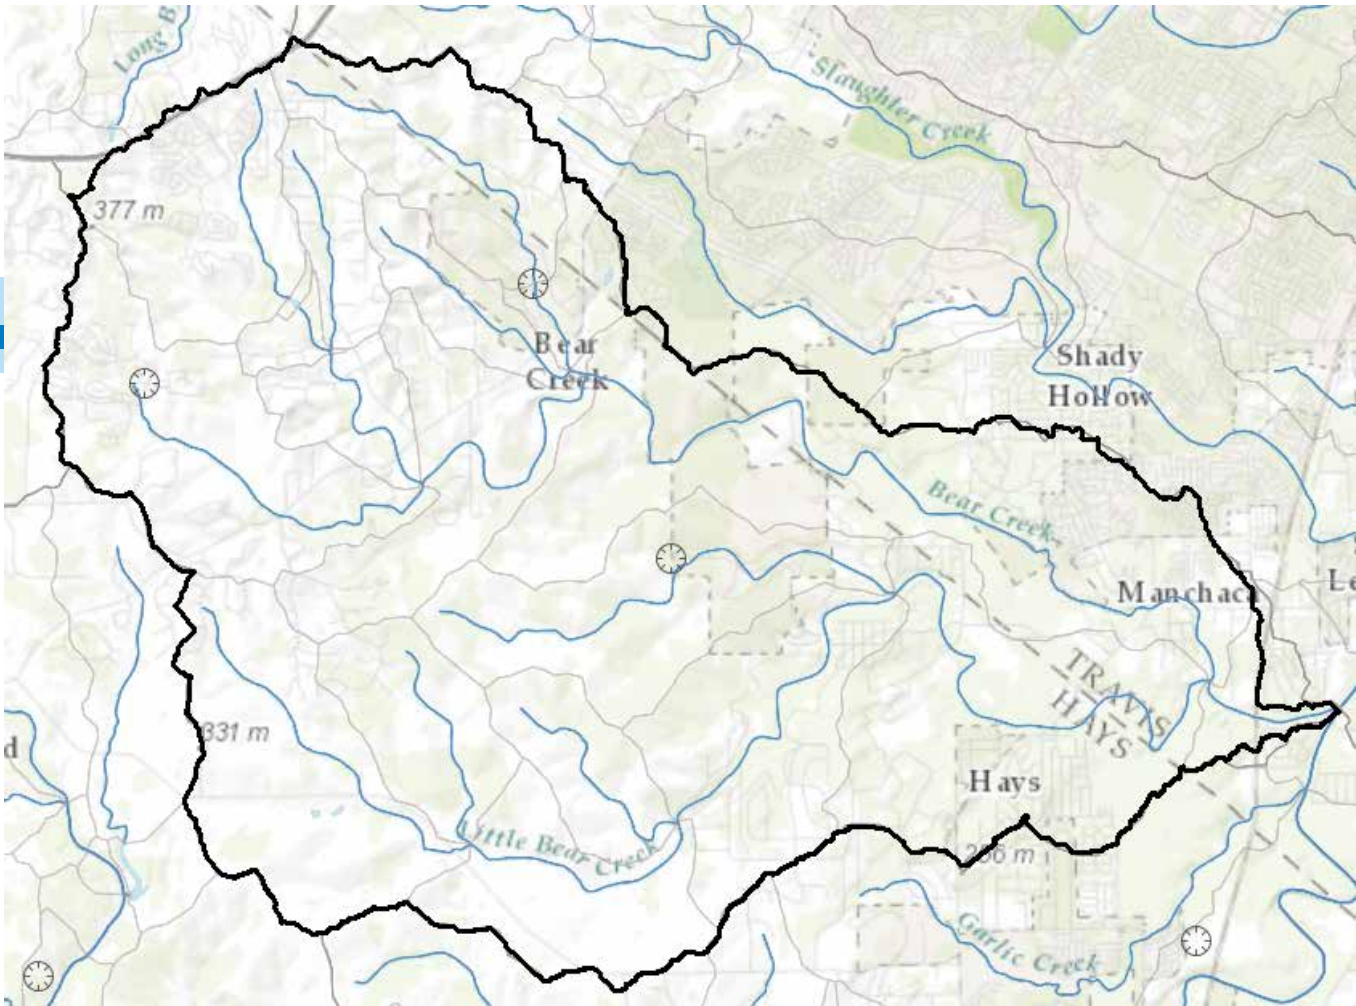 Long B
Slaughter Creek
377 m
Bear
Creek
Shady
Hollow
Bear Creek
Manchaca
Le
TRAVIS
HAYS
331 m
d
Hays
Little Bear Creek
266 m
Garlic Creek